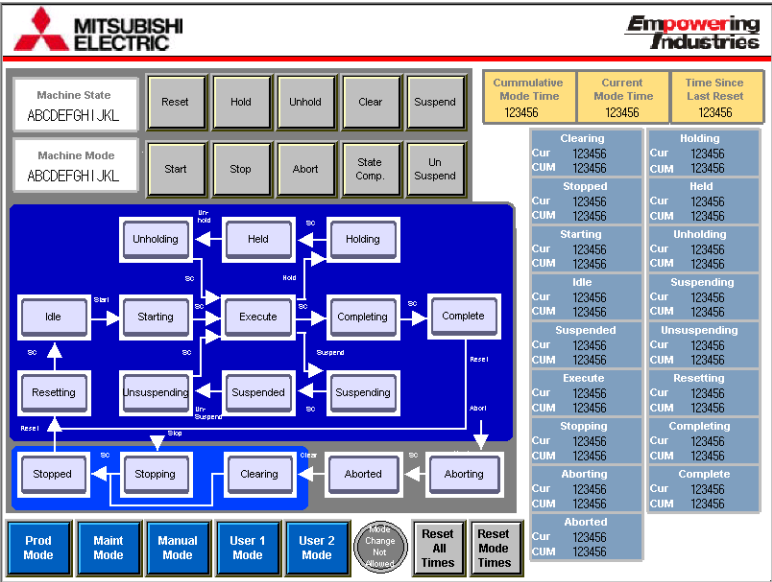 MITSUBISHI
ELECTRIC
Empowering
Industries
Machine State
ABCDEFGHIJKL
Reset
Hold
Unhold
Clear
Suspend
Machine Mode
ABCDEFGHIJKL
Start
Stop
Abort
State
Comp.
Un
Suspend
Cummulative
Mode Time
123456
Current
Mode Time
123456
Time Since
Last Reset
123456
Un-
hold
SC
Unholding
Held
Holding
SC
Hold
Start
SC
SC
SC
Idle
Starting
Execute
Completing
Complete
SC
SC
Suspend
Reset
Resetting
Unsuspending
Suspended
Suspending
Un-
Suspend
SC
Abort
Reset
Stop
SC
Clear
SC
Stopped
Stopping
Clearing
Aborted
Aborting
Clearing
Cur 123456
CUM 123456
Holding
Cur 123456
CUM 123456
Stopped
Cur 123456
CUM 123456
Held
Cur 123456
CUM 123456
Starting
Cur 123456
CUM 123456
Unholding
Cur 123456
CUM 123456
Idle
Cur 123456
CUM 123456
Suspending
Cur 123456
CUM 123456
Suspended
Cur 123456
CUM 123456
Unsuspending
Cur 123456
CUM 123456
Execute
Cur 123456
CUM 123456
Resetting
Cur 123456
CUM 123456
Stopping
Cur 123456
CUM 123456
Completing
Cur 123456
CUM 123456
Aborting
Cur 123456
CUM 123456
Complete
Cur 123456
CUM 123456
Aborted
Cur 123456
CUM 123456
Prod
Mode
Maint
Mode
Manual
Mode
User 1
Mode
User 2
Mode
Mode
Change
Not
Allowed
Reset
All
Times
Reset
Mode
Times